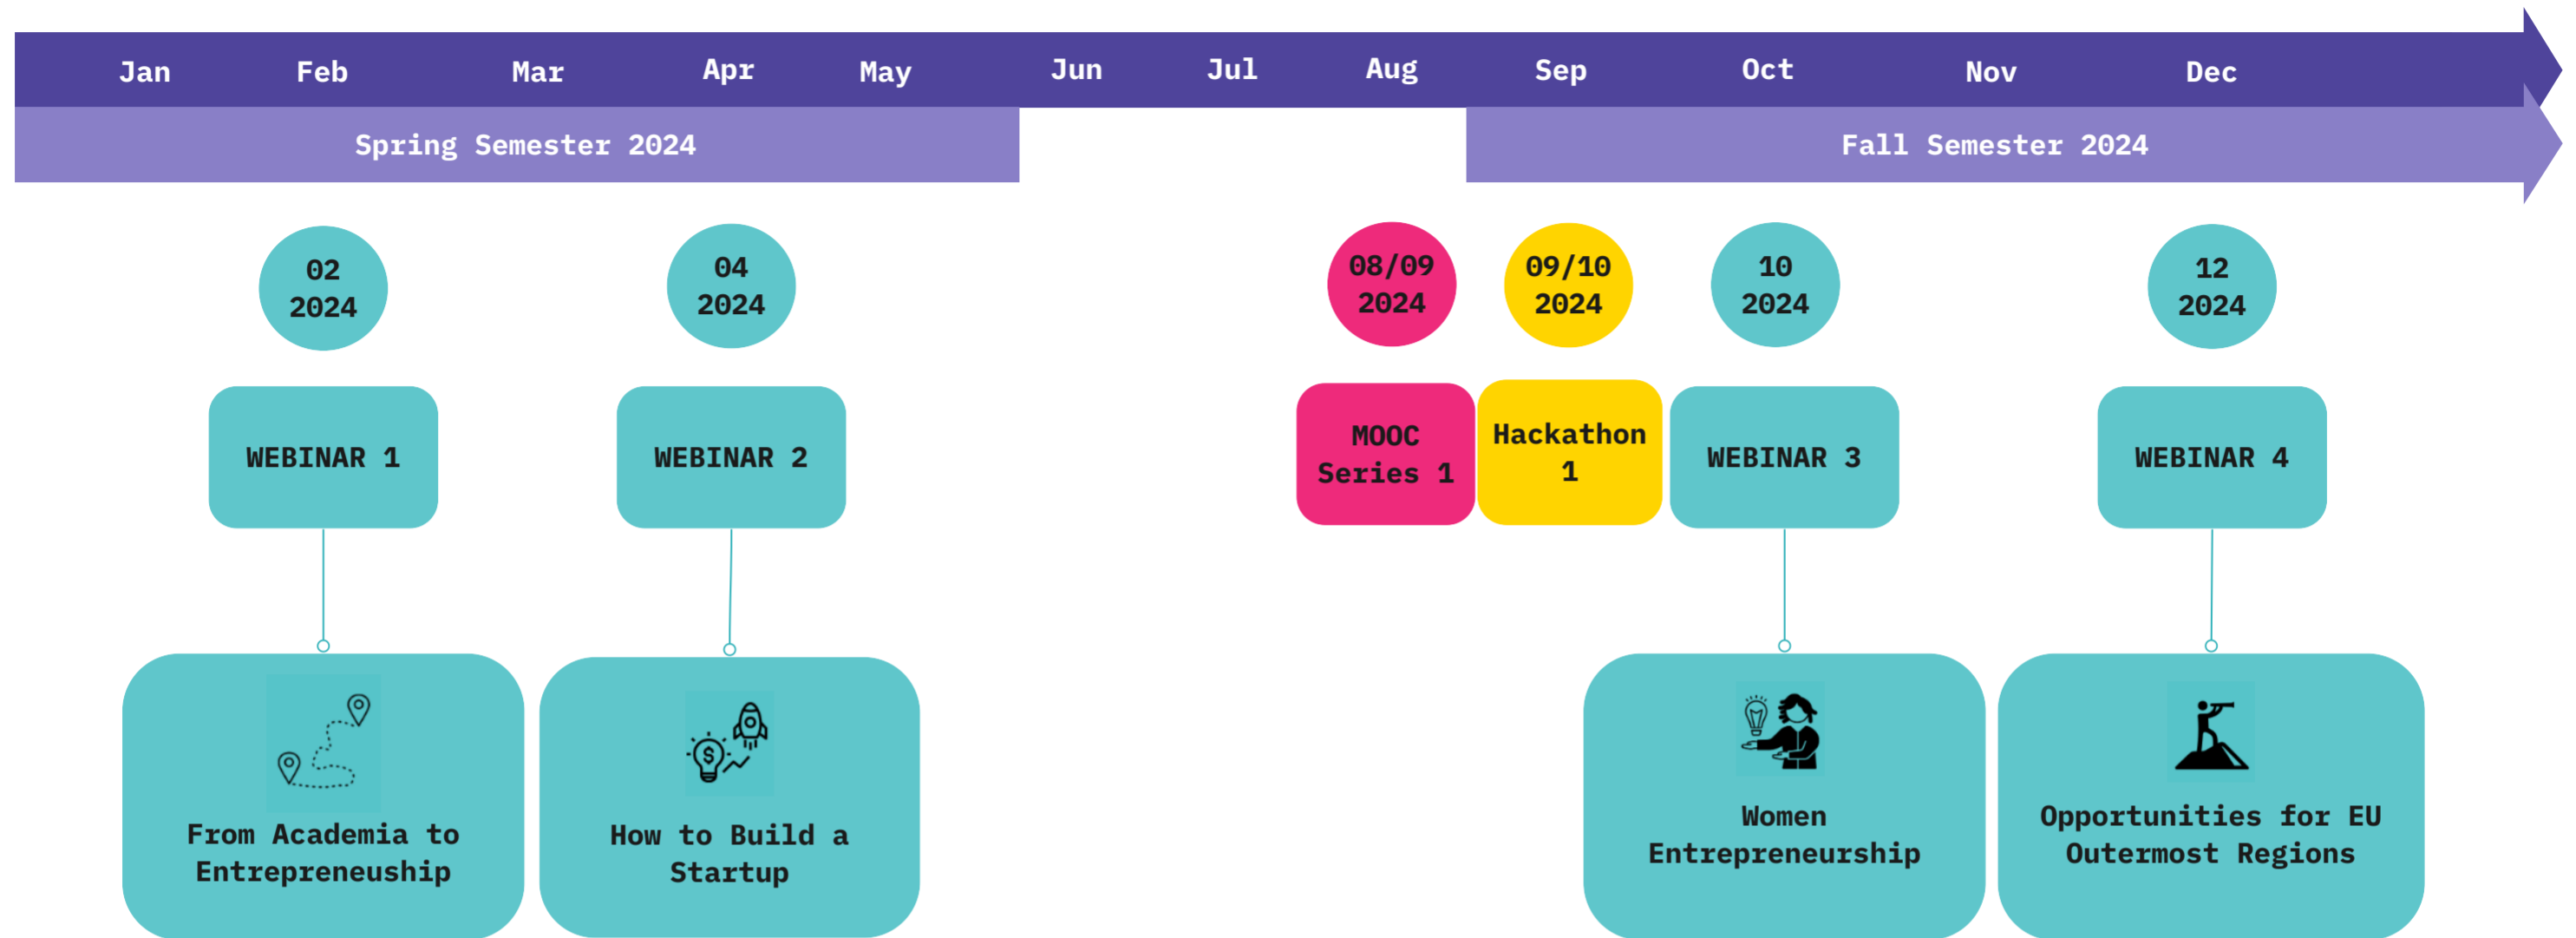 Jan Feb Mar Apr May Jun Jul Aug Sep Oct Nov Dec
Spring Semester 2024
Fall Semester 2024
02
2024
04
2024
08/09
2024
09/10
2024
10
2024
12
2024
WEBINAR 1
WEBINAR 2
MOOC
Series 1
Hackathon
1
WEBINAR 3
WEBINAR 4
From Academia to
Entrepreneuship
How to Build a
Startup
Women
Entrepreneurship
Opportunities for EU
Outermost Regions